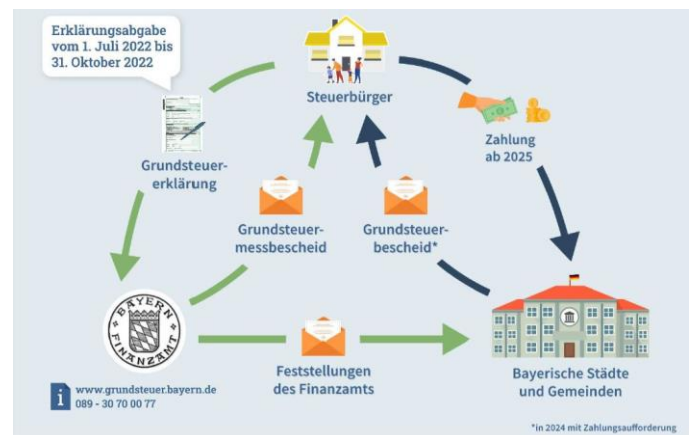 Erklärungsabgabe
vom 1. Juli 2022 bis
31. Oktober 2022
Steuerbürger
Zahlung
ab 2025
Grundsteuer-
erklärung
Grundsteuer-
messbescheid
Grundsteuer-
bescheid*
BAYERN
FINANZAMT
Feststellungen
des Finanzamts
Bayerische Städte
und Gemeinden
www.grundsteuer.bayern.de
089 - 30 70 00 77
*in 2024 mit Zahlungsaufforderung